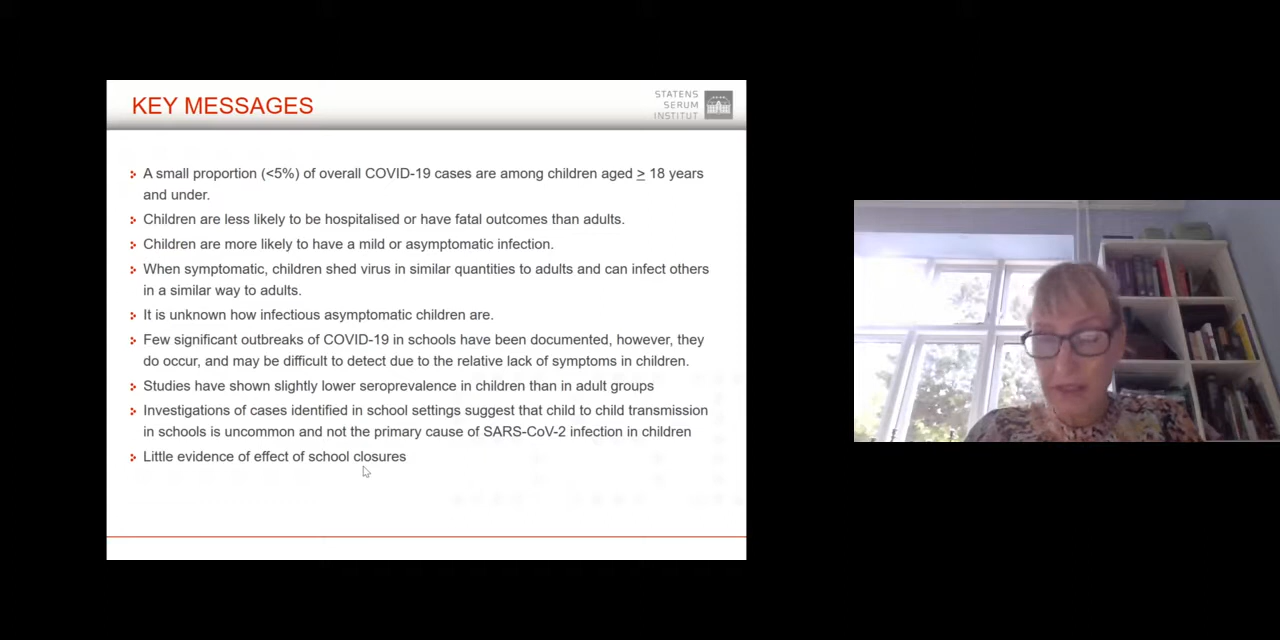 KEY MESSAGES
STATENS
SERUM
INSTITUT
A small proportion (<5%) of overall COVID-19 cases are among children aged ≥ 18 years
and under.
Children are less likely to be hospitalised or have fatal outcomes than adults.
Children are more likely to have a mild or asymptomatic infection.
When symptomatic, children shed virus in similar quantities to adults and can infect others
in a similar way to adults.
It is unknown how infectious asymptomatic children are.
Few significant outbreaks of COVID-19 in schools have been documented, however, they
do occur, and may be difficult to detect due to the relative lack of symptoms in children.
Studies have shown slightly lower seroprevalence in children than in adult groups
Investigations of cases identified in school settings suggest that child to child transmission
in schools is uncommon and not the primary cause of SARS-CoV-2 infection in children
Little evidence of effect of school closures